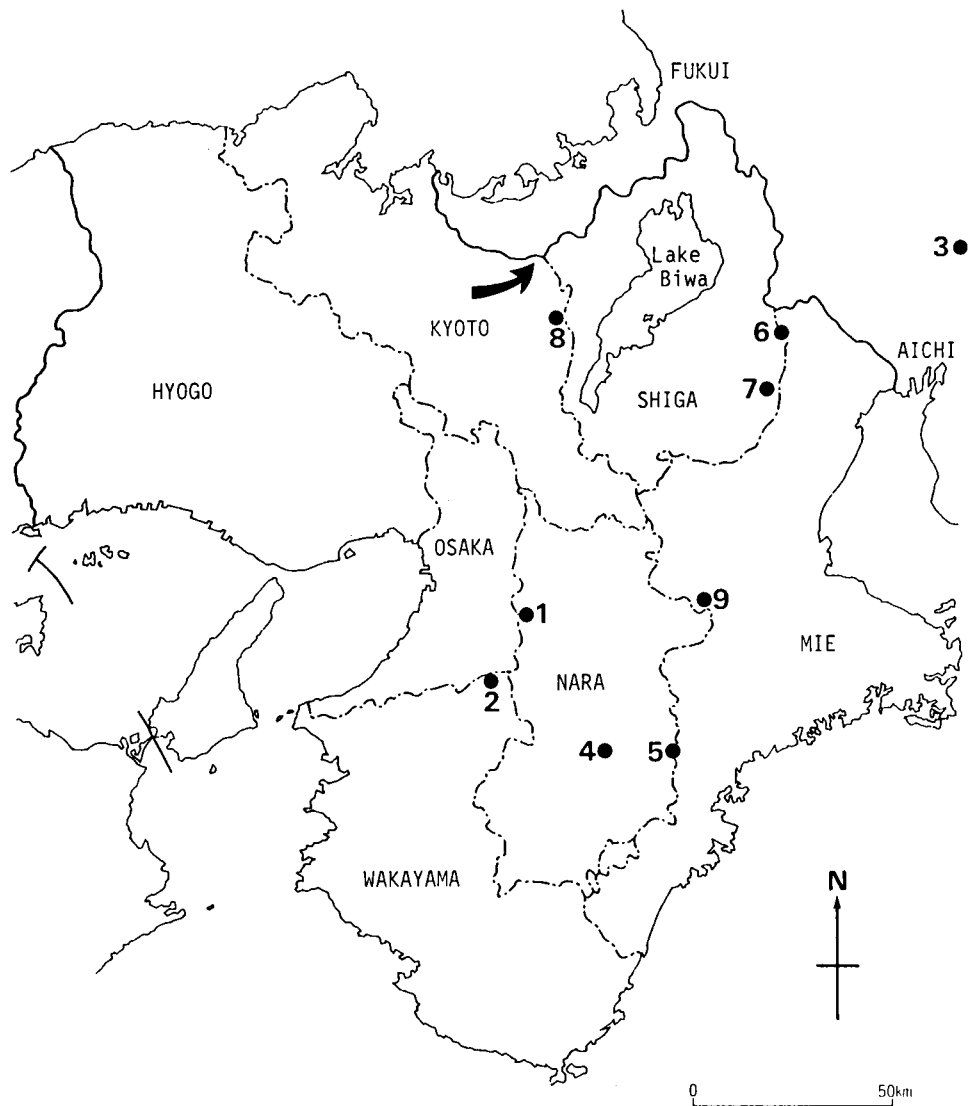 FUKUI
3
Lake
Biwa
KYOTO
8
6
AICHI
HYOGO
7
SHIGA
OSAKA
9
1
MIE
NARA
2
4
5
WAKAYAMA
N
0 50km